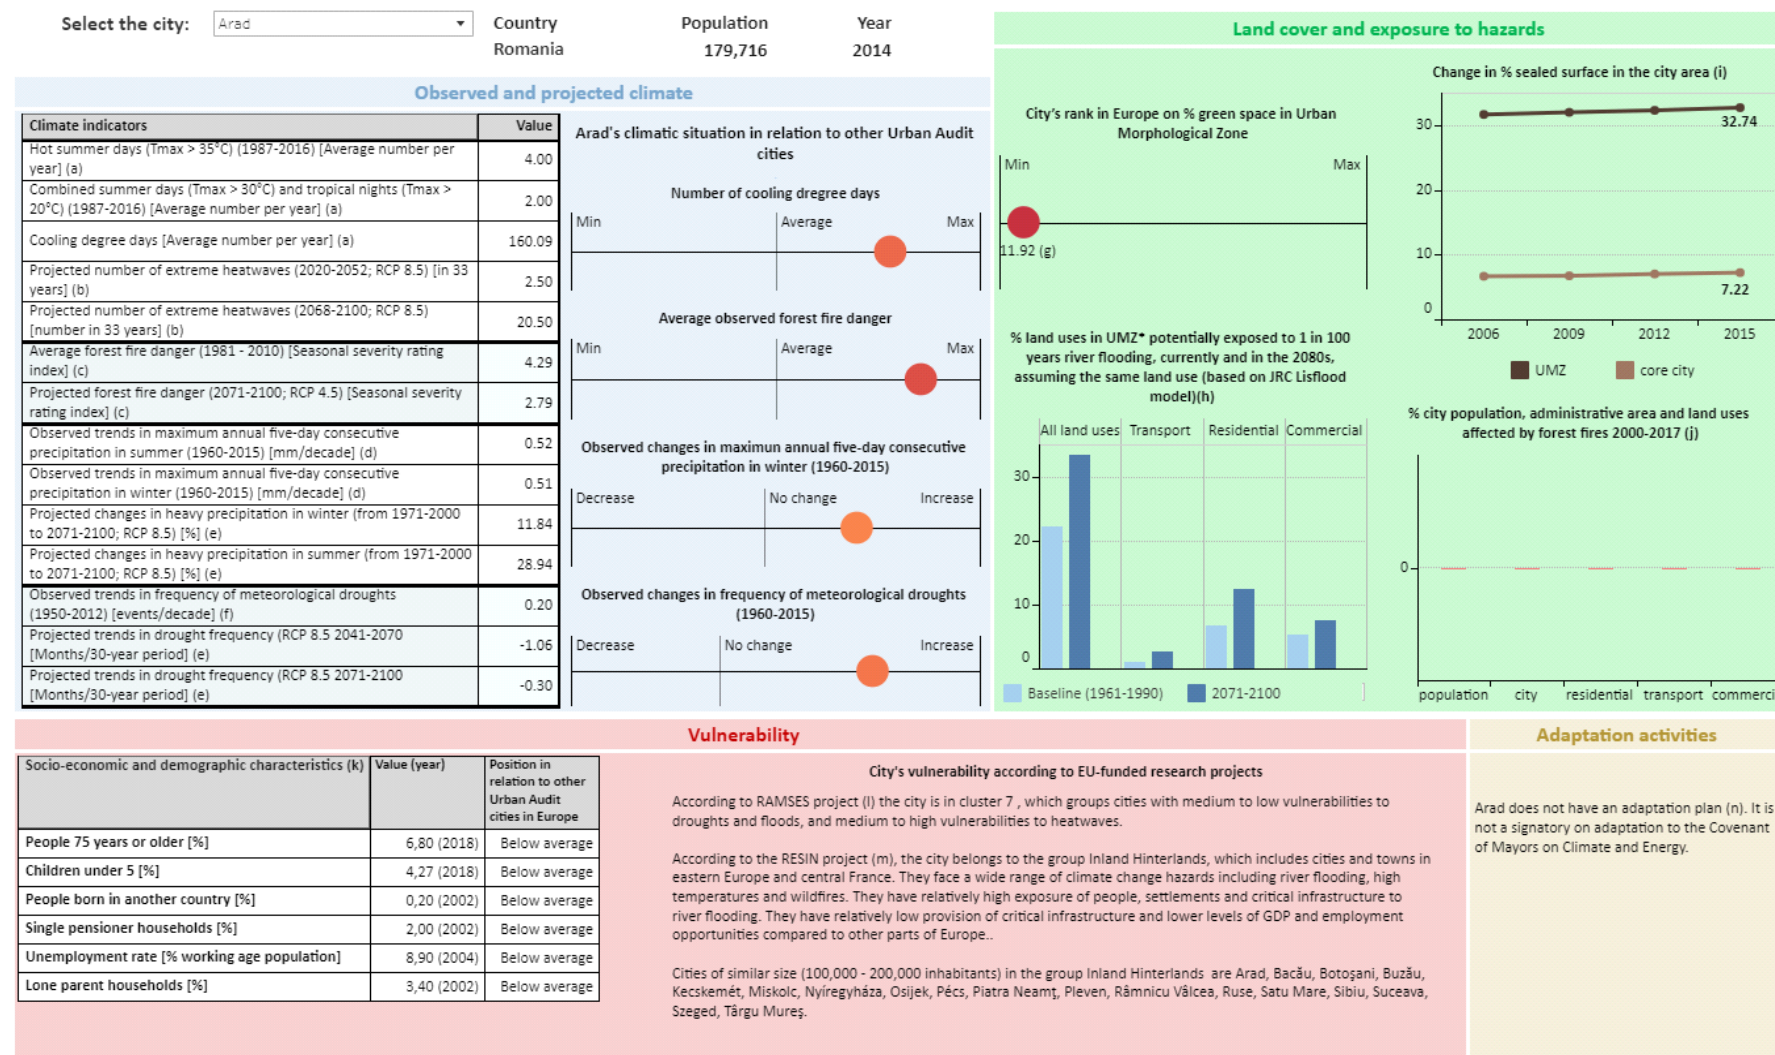 Select the city:
Arad
Country
Population
Year
Romania
179,716
2014
Observed and projected climate
Climate indicators
Value
Hot summer days (Tmax > 35°C) (1987-2016) [Average number per
year] (a)
4.00
Combined summer days (Tmax > 30°C) and tropical nights (Tmax >
20°C) (1987-2016) [Average number per year] (a)
2.00
Cooling degree days [Average number per year] (a)
160.09
Projected number of extreme heatwaves (2020-2052; RCP 8.5) [in 33
years] (b)
2.50
Projected number of extreme heatwaves (2068-2100; RCP 8.5)
[number in 33 years] (b)
20.50
Average forest fire danger (1981 - 2010) [Seasonal severity rating
index] (c)
4.29
Projected forest fire danger (2071-2100; RCP 4.5) [Seasonal severity
rating index] (c)
2.79
Observed trends in maximum annual five-day consecutive
precipitation in summer (1960-2015) [mm/decade] (d)
0.52
Observed trends in maximum annual five-day consecutive
precipitation in winter (1960-2015) [mm/decade] (d)
0.51
Projected changes in heavy precipitation in winter (from 1971-2000
to 2071-2100; RCP 8.5) [%] (e)
11.84
Projected changes in heavy precipitation in summer (from 1971-2000
to 2071-2100; RCP 8.5) [%] (e)
28.94
Observed trends in frequency of meteorological droughts
(1950-2012) [events/decade] (f)
0.20
Projected trends in drought frequency (RCP 8.5 2041-2070
[Months/30-year period] (e)
-1.06
Projected trends in drought frequency (RCP 8.5 2071-2100
[Months/30-year period] (e)
-0.30
Arad's climatic situation in relation to other Urban Audit
cities
Number of cooling dregree days
Min
Average
Max
Average observed forest fire danger
Min
Average
Max
Observed changes in maximun annual five-day consecutive
precipitation in winter (1960-2015)
Decrease
No change
Increase
Observed changes in frequency of meteorological droughts
(1960-2015)
Decrease
No change
Increase
Land cover and exposure to hazards
City's rank in Europe on % green space in Urban
Morphological Zone
Min
Max
11.92 (g)
% land uses in UMZ* potentially exposed to 1 in 100
years river flooding, currently and in the 2080s,
assuming the same land use (based on JRC Lisflood
model)(h)
All land uses
Transport
Residential
Commercial
30
20
10
0
Baseline (1961-1990)
2071-2100
Change in % sealed surface in the city area (i)
30
20
10
0
32.74
7.22
2006
2009
2012
2015
UMZ
core city
% city population, administrative area and land uses
affected by forest fires 2000-2017 (j)
0
population
city
residential
transport
commerci
Vulnerability
Socio-economic and demographic characteristics (k)
Value (year)
Position in
relation to other
Urban Audit
cities in Europe
People 75 years or older [%]
6,80 (2018)
Below average
Children under 5 [%]
4,27 (2018)
Below average
People born in another country [%]
0,20 (2002)
Below average
Single pensioner households [%]
2,00 (2002)
Below average
Unemployment rate [% working age population]
8,90 (2004)
Below average
Lone parent households [%]
3,40 (2002)
Below average
City's vulnerability according to EU-funded research projects
According to RAMSES project (l) the city is in cluster 7 , which groups cities with medium to low vulnerabilities to
droughts and floods, and medium to high vulnerabilities to heatwaves.
According to the RESIN project (m), the city belongs to the group Inland Hinterlands, which includes cities and towns in
eastern Europe and central France. They face a wide range of climate change hazards including river flooding, high
temperatures and wildfires. They have relatively high exposure of people, settlements and critical infrastructure to
river flooding. They have relatively low provision of critical infrastructure and lower levels of GDP and employment
opportunities compared to other parts of Europe..
Cities of similar size (100,000 - 200,000 inhabitants) in the group Inland Hinterlands are Arad, Bacău, Botoşani, Buzău,
Kecskemét, Miskolc, Nyíregyháza, Osijek, Pécs, Piatra Neamţ, Pleven, Râmnicu Vâlcea, Ruse, Satu Mare, Sibiu, Suceava,
Szeged, Târgu Mureş.
Adaptation activities
Arad does not have an adaptation plan (n). It is
not a signatory on adaptation to the Covenant
of Mayors on Climate and Energy.